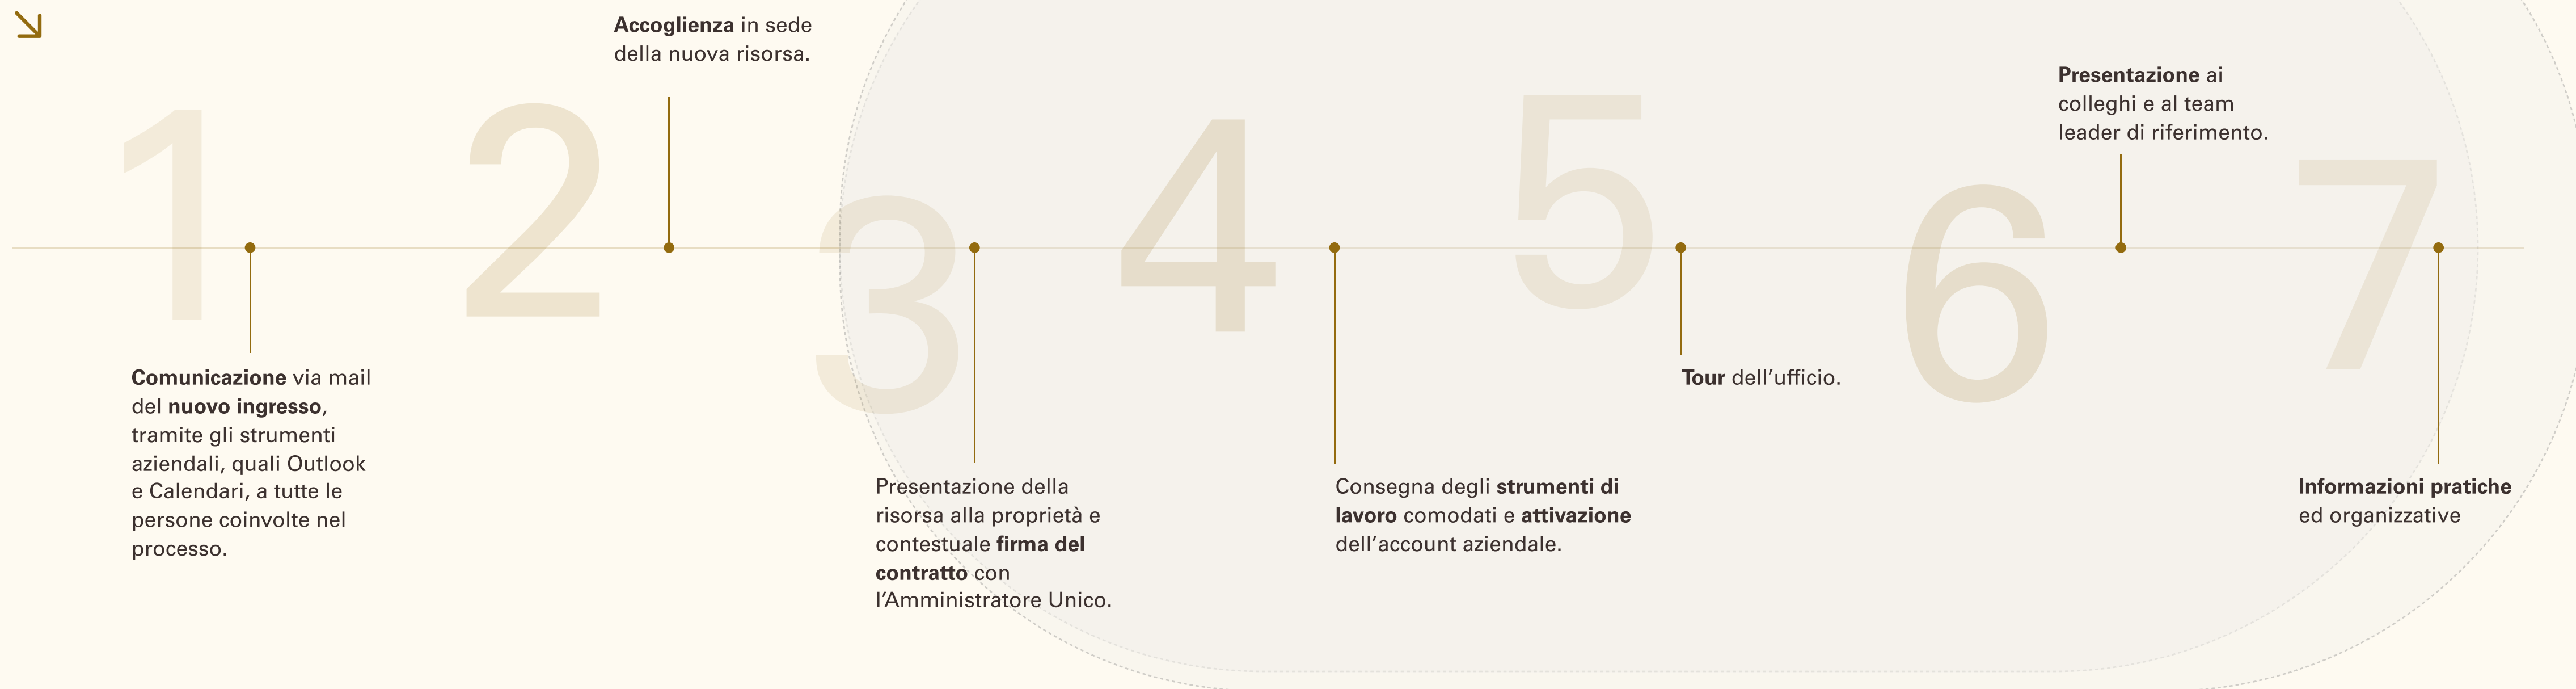 1
Comunicazione via mail
del nuovo ingresso,
tramite gli strumenti
aziendali, quali Outlook
e Calendari, a tutte le
persone coinvolte nel
processo.
2
Accoglienza in sede
della nuova risorsa.
3
Presentazione della
risorsa alla proprietà e
contestuale firma del
contratto con
l’Amministratore Unico.
4
Consegna degli strumenti di
lavoro comodati e attivazione
dell’account aziendale.
5
Tour dell’ufficio.
6
Presentazione ai
colleghi e al team
leader di riferimento.
7
Informazioni pratiche
ed organizzative